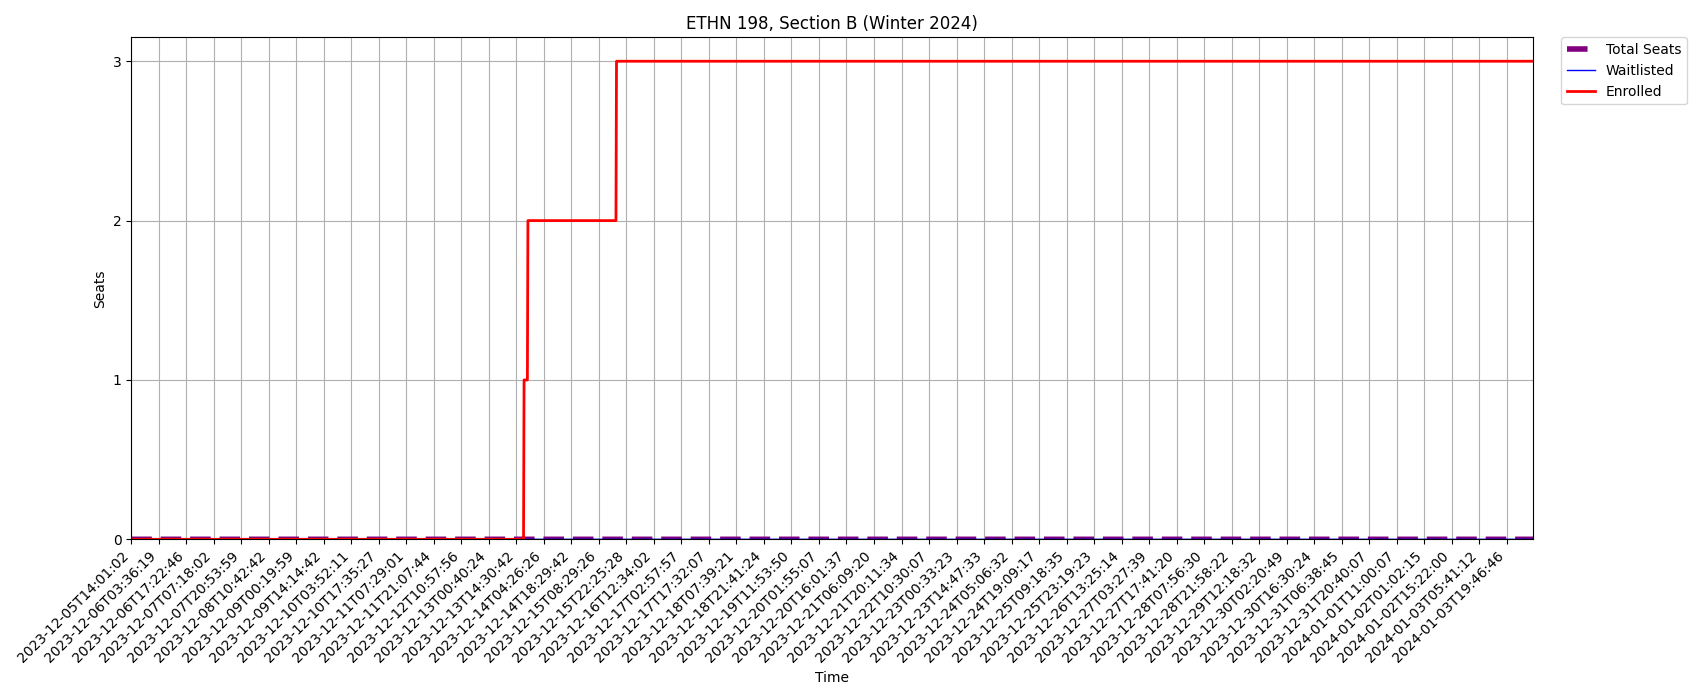 ETHN 198, Section B (Winter 2024)
Total Seats
Waitlisted
Enrolled
Seats
3
2
1
0
2023-12-05T14:01:02
2023-12-06T03:36:19
2023-12-06T17:22:46
2023-12-07T07:18:02
2023-12-07T20:53:59
2023-12-08T10:42:42
2023-12-09T00:19:59
2023-12-09T14:14:42
2023-12-10T03:52:11
2023-12-10T17:35:27
2023-12-11T07:29:01
2023-12-11T21:07:44
2023-12-12T10:57:56
2023-12-13T00:40:24
2023-12-13T14:30:42
2023-12-14T04:26:26
2023-12-14T18:29:42
2023-12-15T08:29:26
2023-12-15T22:25:28
2023-12-16T12:34:02
2023-12-17T02:57:57
2023-12-17T17:32:07
2023-12-18T07:39:21
2023-12-18T21:41:24
2023-12-19T11:53:50
2023-12-20T01:55:07
2023-12-20T16:01:37
2023-12-21T06:09:20
2023-12-21T20:11:34
2023-12-22T10:30:07
2023-12-23T00:33:23
2023-12-23T14:47:33
2023-12-24T05:06:32
2023-12-24T19:09:17
2023-12-25T09:18:35
2023-12-25T23:19:23
2023-12-26T13:25:14
2023-12-27T03:27:39
2023-12-27T17:41:20
2023-12-28T07:56:30
2023-12-28T21:58:22
2023-12-29T12:18:32
2023-12-30T02:20:49
2023-12-30T16:30:24
2023-12-31T06:38:45
2023-12-31T20:40:07
2024-01-01T11:00:07
2024-01-02T01:02:15
2024-01-02T15:22:00
2024-01-03T05:41:12
2024-01-03T19:46:46
Time